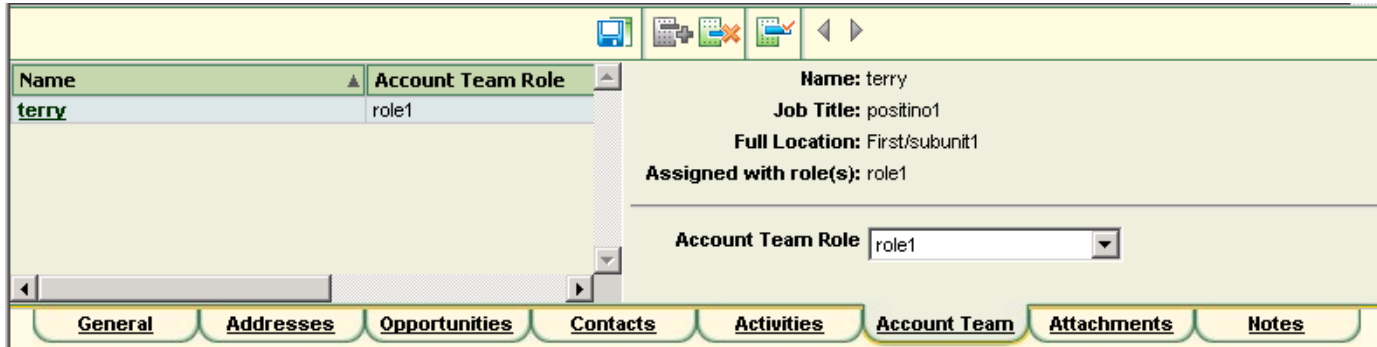 Name Account Team Role
terry role1
Name: terry
Job Title: positino1
Full Location: First/subunit1
Assigned with role(s): role1
Account Team Role role1
General Addresses Opportunities Contacts Activities Account Team Attachments Notes